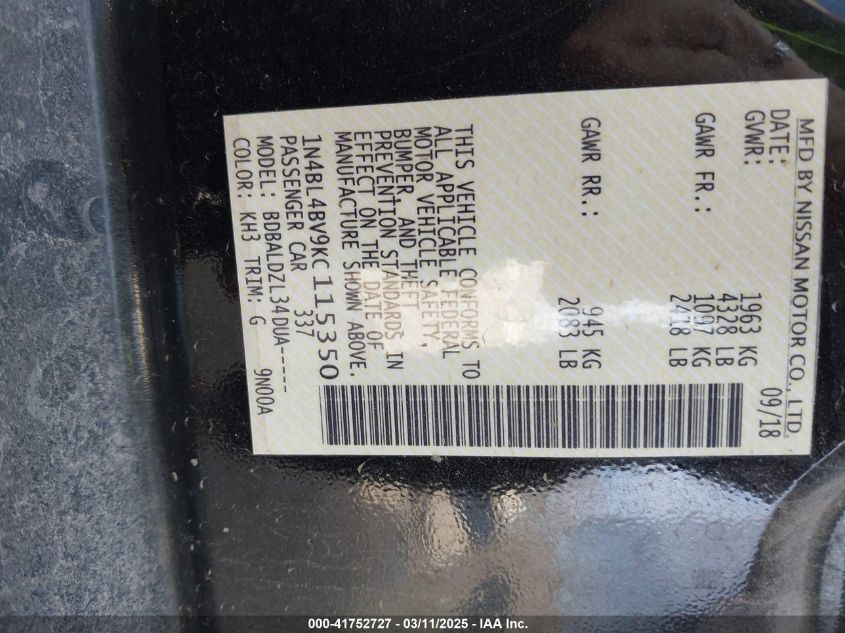 MFD BY NISSAN MOTOR CO., LTD.
DATE: 09/18
GVWR: 1963 KG
4328 LB
GAWR FR.: 1097 KG
2418 LB
GAWR RR.: 945 KG
2083 LB
THIS VEHICLE CONFORMS TO
ALL APPLICABLE FEDERAL
MOTOR VEHICLE SAFETY,
BUMPER, AND THEFT
PREVENTION STANDARDS IN
EFFECT ON THE DATE OF
MANUFACTURE SHOWN ABOVE.
1N4BL4BV9KC115350
PASSENGER CAR 337
MODEL: BDBALDZL34DUA-----
COLOR: KH3 TRIM: G 9N00A
000-41752727 - 03/11/2025 - IAA Inc.